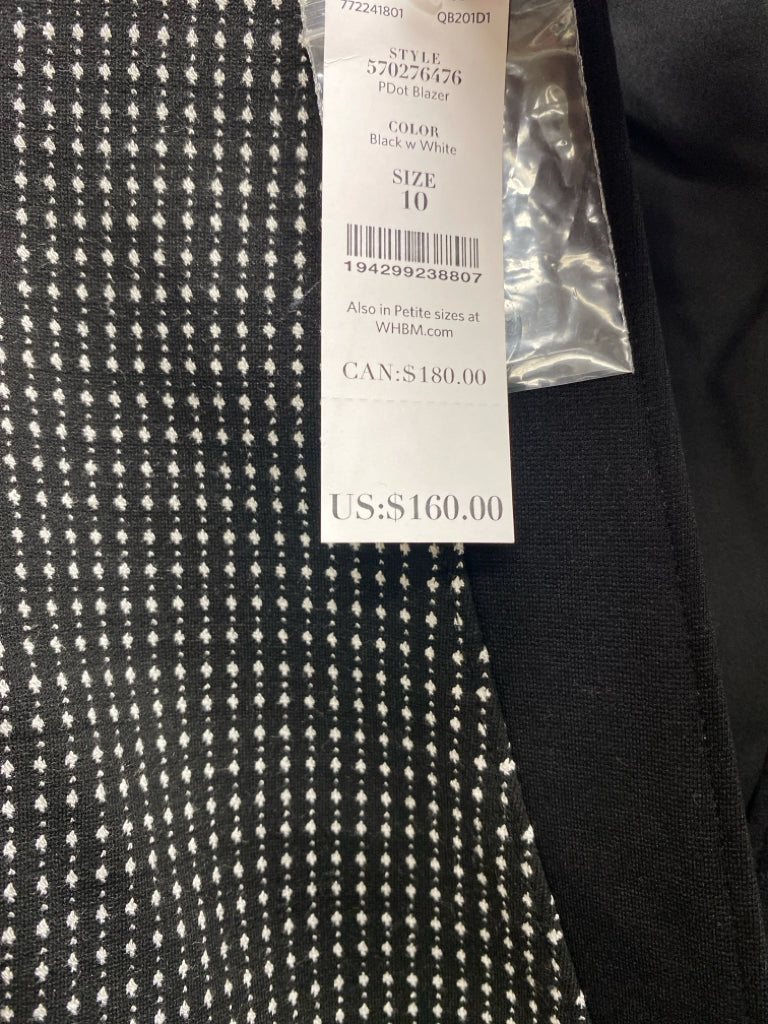 772241801 QB201D1
STYLE
570276476
PDot Blazer
COLOR
Black w White
SIZE
10
194299238807
Also in Petite sizes at
WHBM.com
CAN:$180.00
US:$160.00